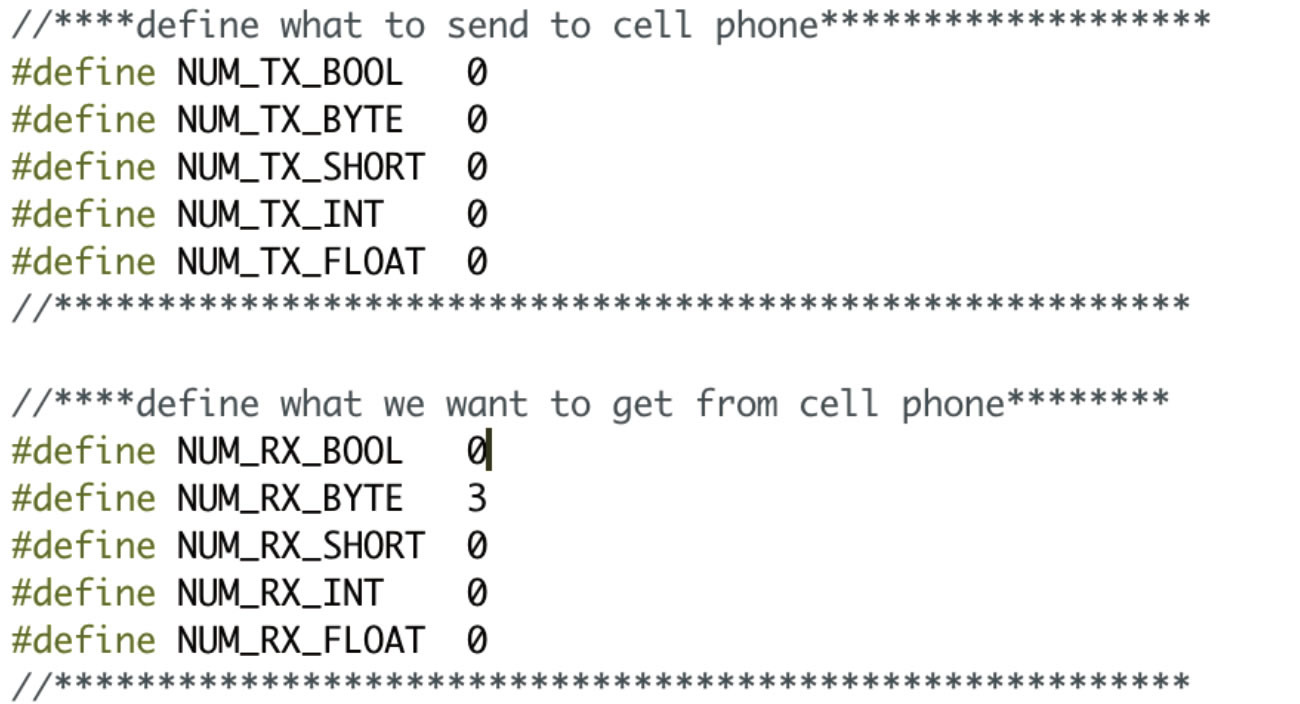 //****define what to send to cell phone*******************
#define NUM_TX_BOOL   0
#define NUM_TX_BYTE   0
#define NUM_TX_SHORT  0
#define NUM_TX_INT    0
#define NUM_TX_FLOAT  0
//*******************************************************
//****define what we want to get from cell phone********
#define NUM_RX_BOOL   0
#define NUM_RX_BYTE   3
#define NUM_RX_SHORT  0
#define NUM_RX_INT    0
#define NUM_RX_FLOAT  0
//*******************************************************